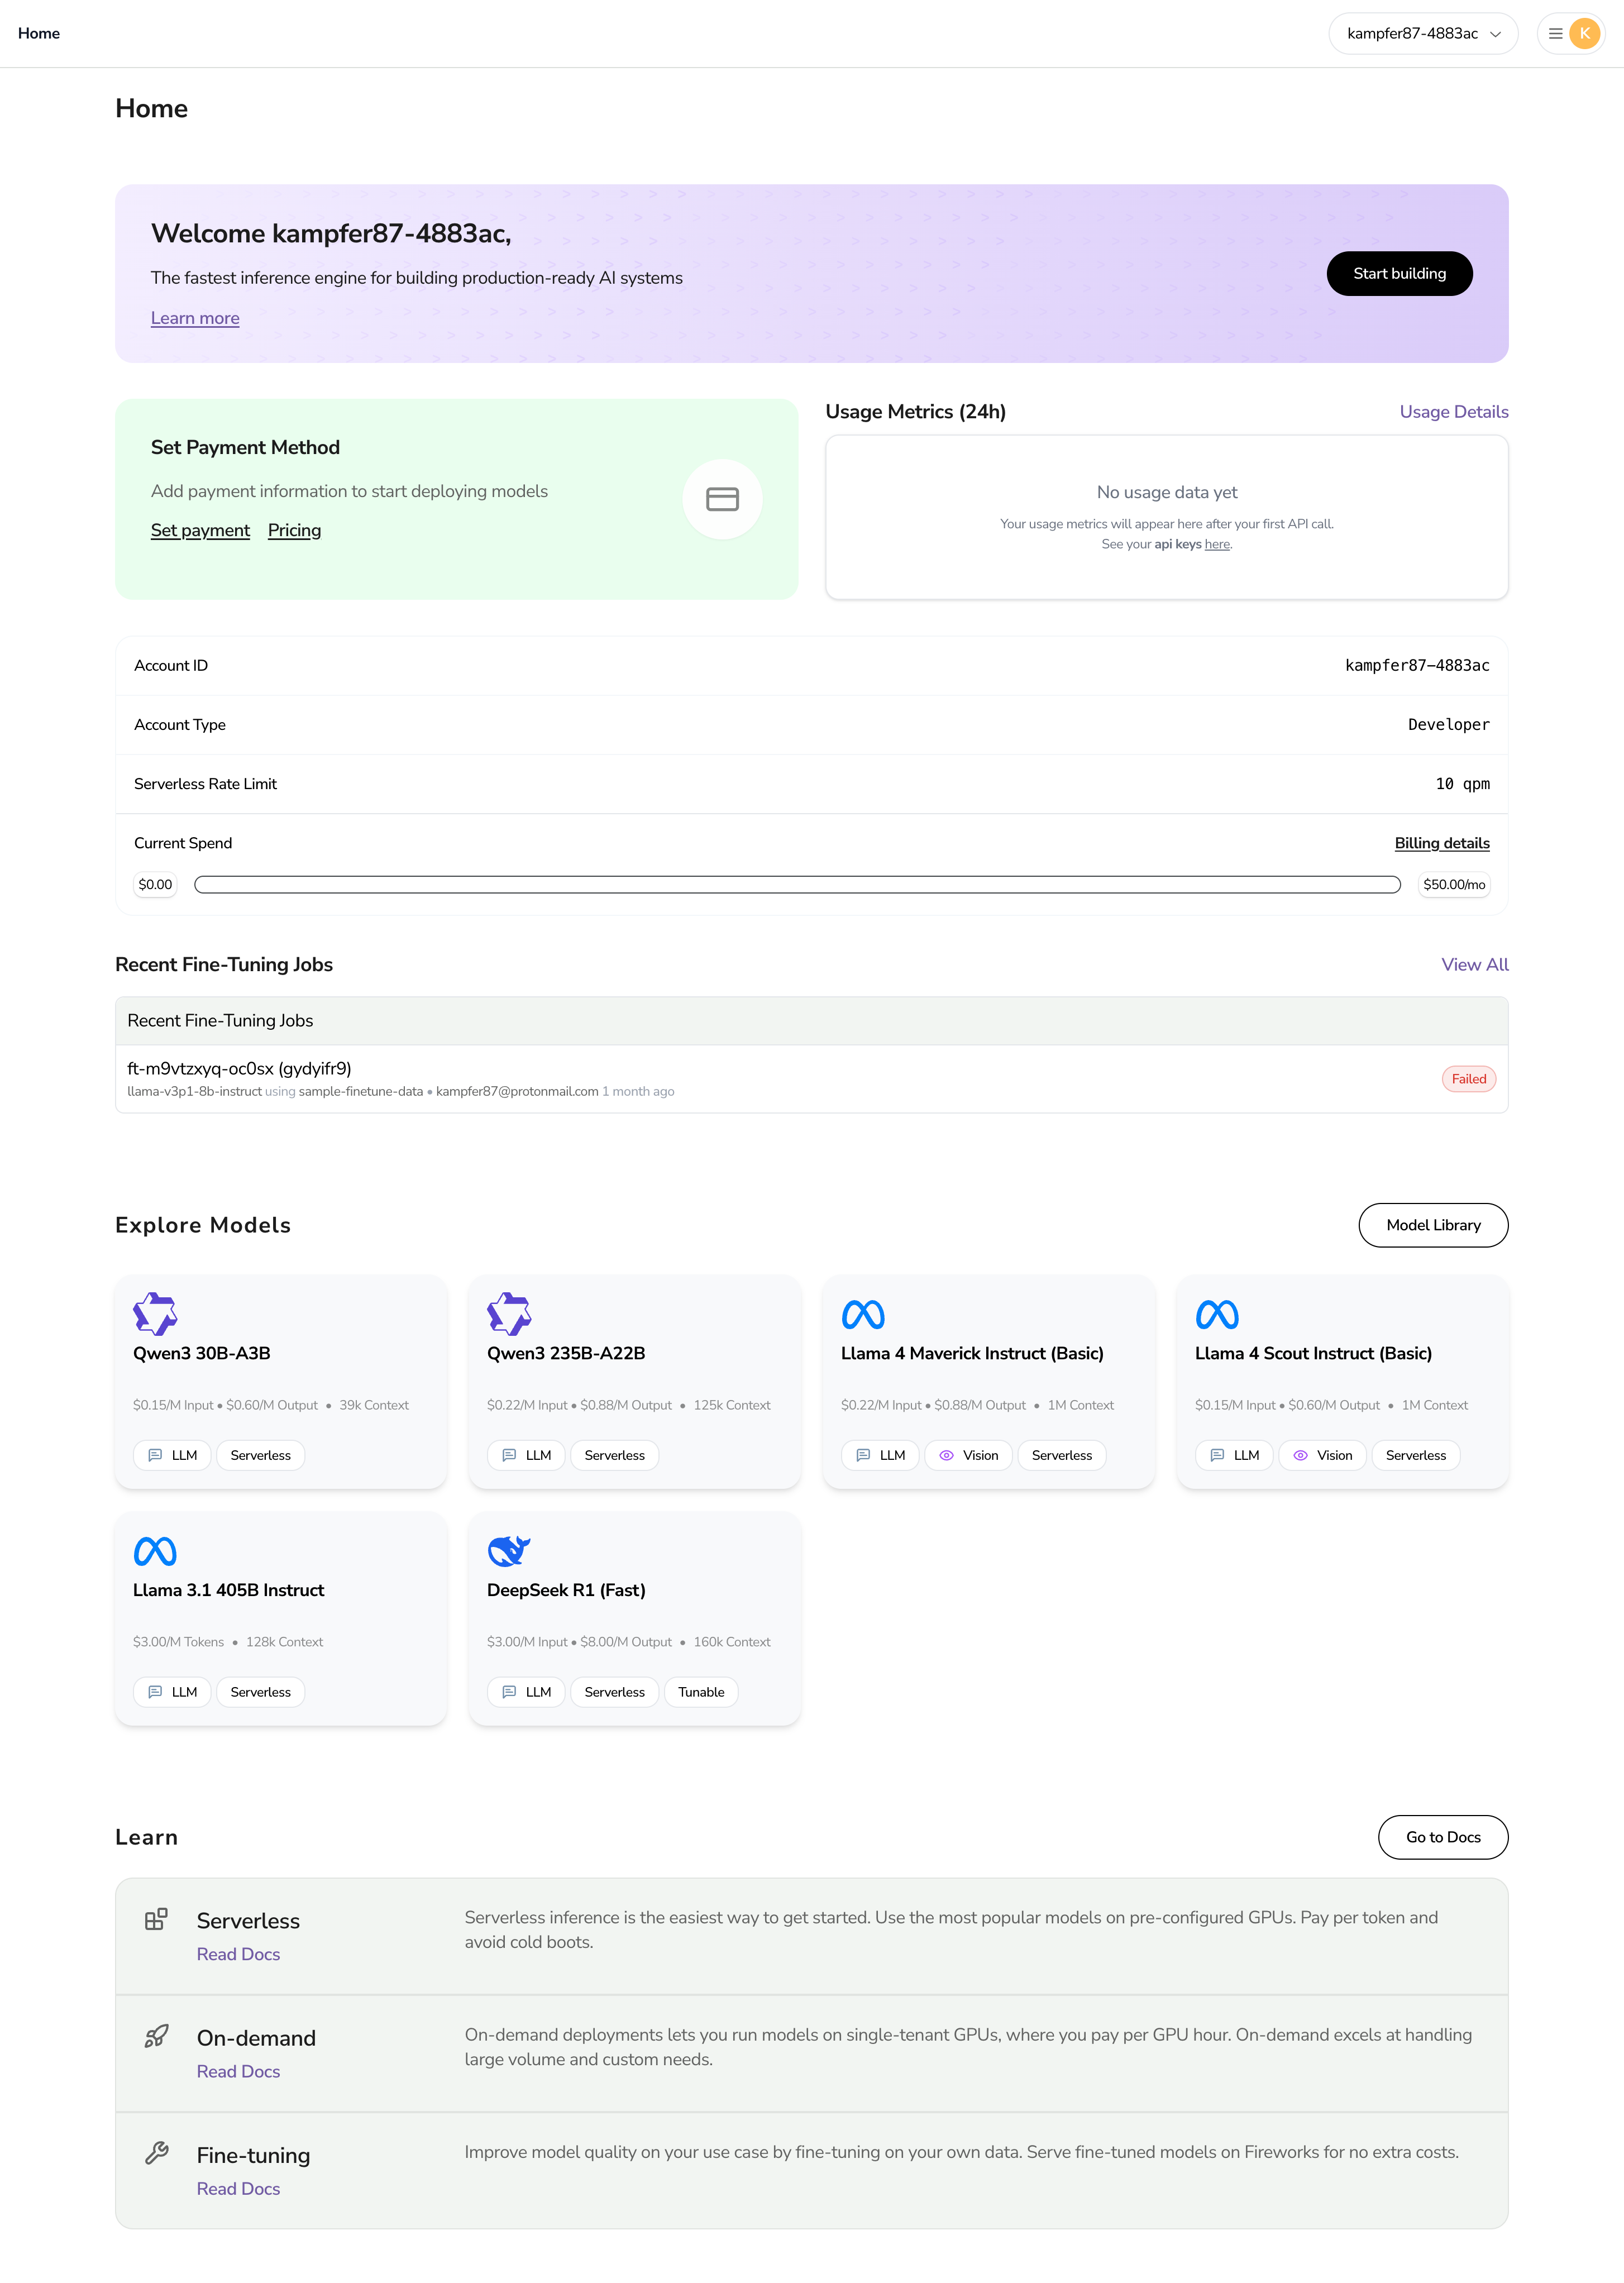 Home
kampfer87-4883ac
K
Home
Welcome kampfer87-4883ac,
The fastest inference engine for building production-ready AI systems
Learn more
Start building
Set Payment Method
Add payment information to start deploying models
Set payment Pricing
Usage Metrics (24h)
Usage Details
No usage data yet
Your usage metrics will appear here after your first API call.
See your api keys here.
Account ID
kampfer87-4883ac
Account Type
Developer
Serverless Rate Limit
10 qpm
Current Spend
Billing details
$0.00
$50.00/mo
Recent Fine-Tuning Jobs
View All
Recent Fine-Tuning Jobs
ft-m9vtzxyq-oc0sx (gydyifr9)
llama-v3p1-8b-instruct using sample-finetune-data • kampfer87@protonmail.com 1 month ago
Failed
Explore Models
Model Library
Qwen3 30B-A3B
$0.15/M Input • $0.60/M Output • 39k Context
LLM Serverless
Qwen3 235B-A22B
$0.22/M Input • $0.88/M Output • 125k Context
LLM Serverless
Llama 4 Maverick Instruct (Basic)
$0.22/M Input • $0.88/M Output • 1M Context
LLM Vision Serverless
Llama 4 Scout Instruct (Basic)
$0.15/M Input • $0.60/M Output • 1M Context
LLM Vision Serverless
Llama 3.1 405B Instruct
$3.00/M Tokens • 128k Context
LLM Serverless
DeepSeek R1 (Fast)
$3.00/M Input • $8.00/M Output • 160k Context
LLM Serverless Tunable
Learn
Go to Docs
Serverless
Read Docs
Serverless inference is the easiest way to get started. Use the most popular models on pre-configured GPUs. Pay per token and
avoid cold boots.
On-demand
Read Docs
On-demand deployments lets you run models on single-tenant GPUs, where you pay per GPU hour. On-demand excels at handling
large volume and custom needs.
Fine-tuning
Read Docs
Improve model quality on your use case by fine-tuning on your own data. Serve fine-tuned models on Fireworks for no extra costs.